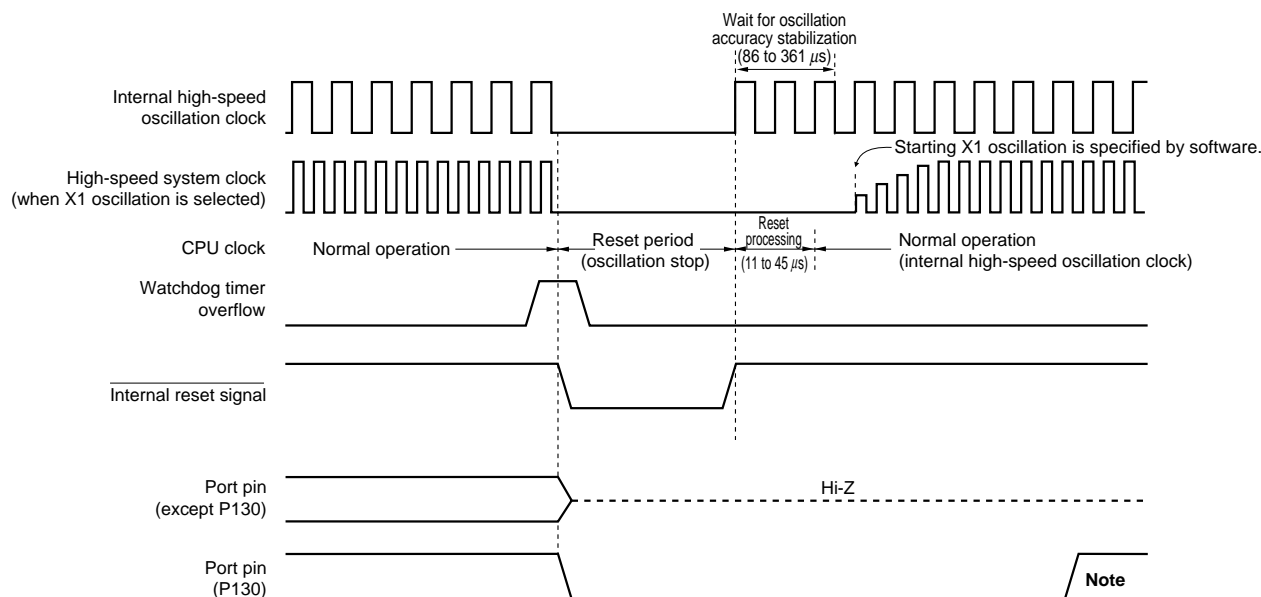 Wait for oscillation
accuracy stabilization
(86 to 361 μs)
Internal high-speed
oscillation clock
Starting X1 oscillation is specified by software.
High-speed system clock
(when X1 oscillation is selected)
CPU clock
Normal operation
Reset period
(oscillation stop)
Reset
processing
(11 to 45 μs)
Normal operation
(internal high-speed oscillation clock)
Watchdog timer
overflow
Internal reset signal
Port pin
(except P130)
Hi-Z
Port pin
(P130)
Note